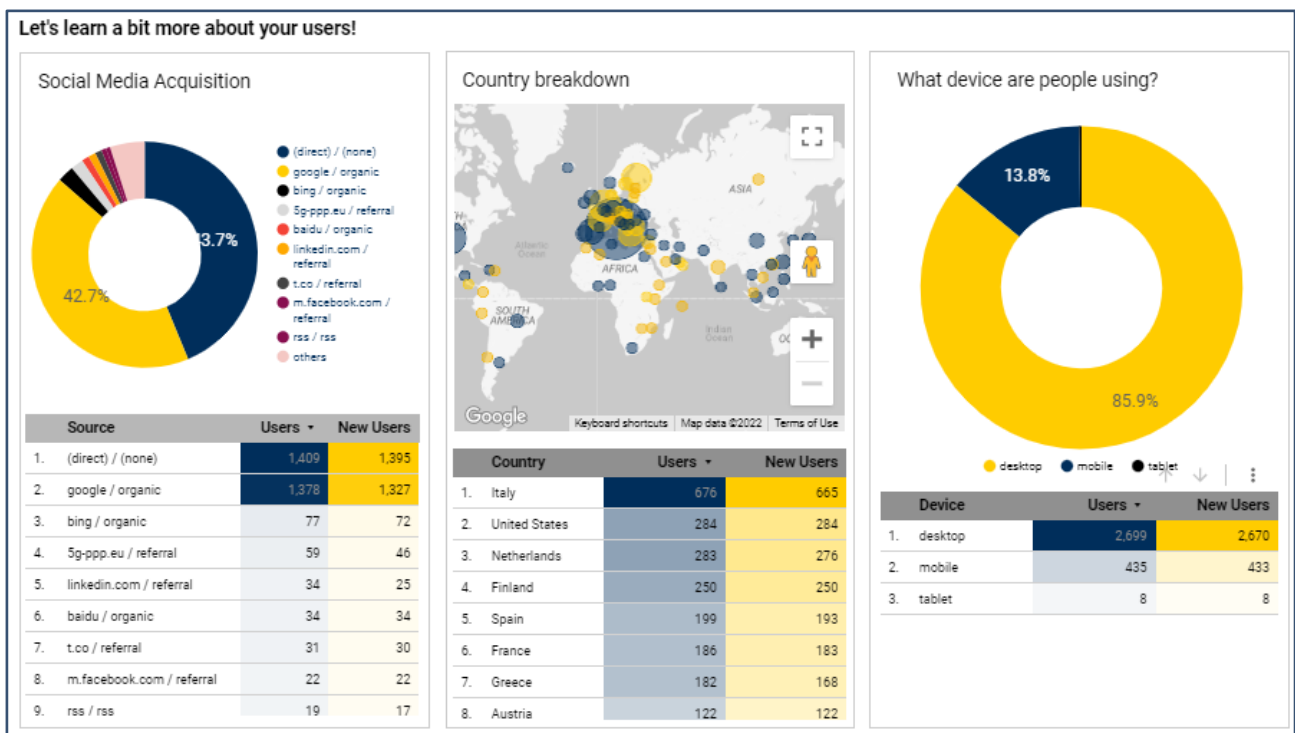 Let's learn a bit more about your users!
Social Media Acquisition
43.7%
42.7%
(direct) / (none)
google / organic
bing / organic
5g-ppp.eu / referral
baidu / organic
linkedin.com /
referral
t.co / referral
m.facebook.com /
referral
rss / rss
others
Source Users New Users
1. (direct) / (none) 1,409 1,395
2. google / organic 1,378 1,327
3. bing / organic 77 72
4. 5g-ppp.eu / referral 59 46
5. linkedin.com / referral 34 25
6. baidu / organic 34 34
7. t.co / referral 31 30
8. m.facebook.com / referral 22 22
9. rss / rss 19 17
Country breakdown
ASIA
Atlantic
Ocean
AFRICA
SOUTH
AMERICA
Indian
Ocean
OC
Google
Keyboard shortcuts Map data ©2022 Terms of Use
Country Users New Users
1. Italy 676 665
2. United States 284 284
3. Netherlands 283 276
4. Finland 250 250
5. Spain 199 193
6. France 186 183
7. Greece 182 168
8. Austria 122 122
What device are people using?
13.8%
85.9%
desktop mobile tablet
Device Users New Users
1. desktop 2,699 2,670
2. mobile 435 433
3. tablet 8 8